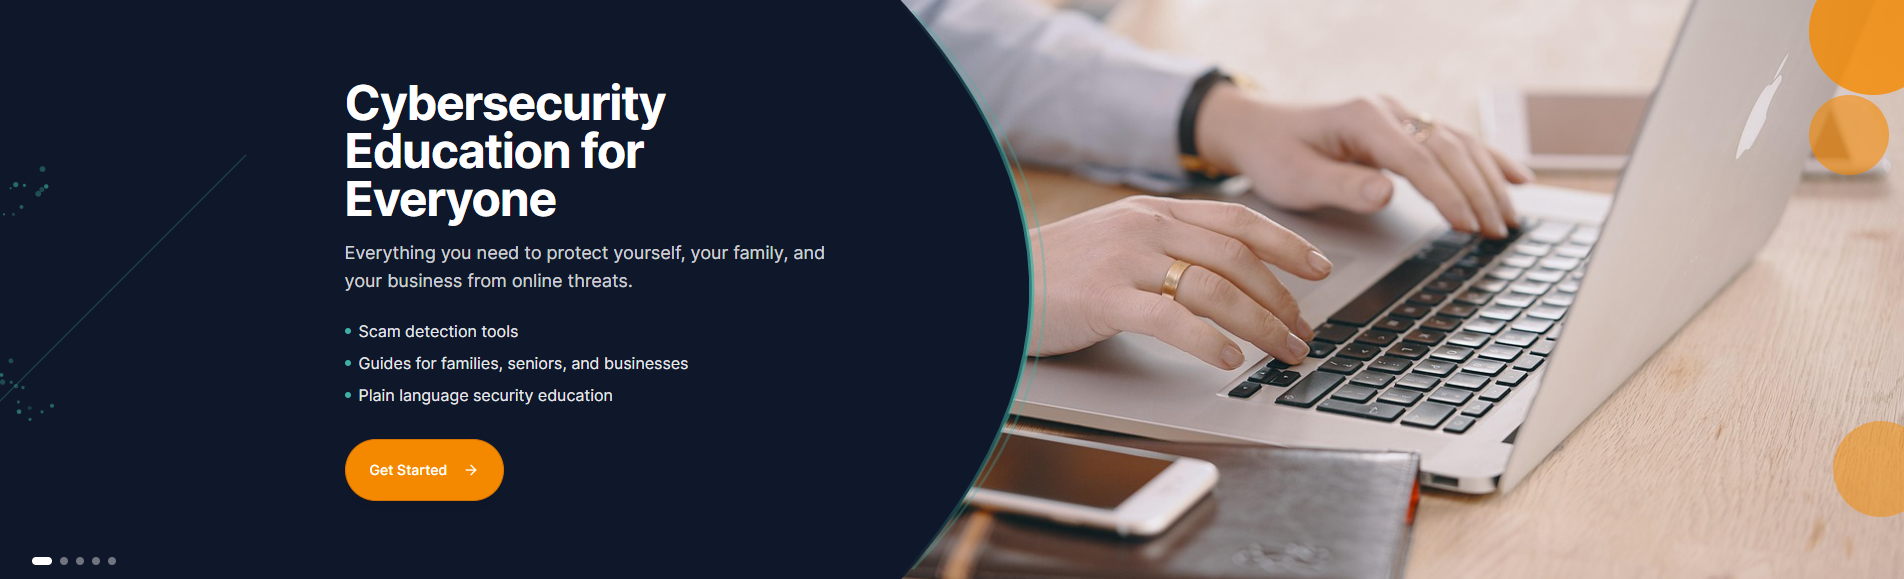 Cybersecurity
Education for
Everyone
Everything you need to protect yourself, your family, and
your business from online threats.
Scam detection tools
Guides for families, seniors, and businesses
Plain language security education
Get Started